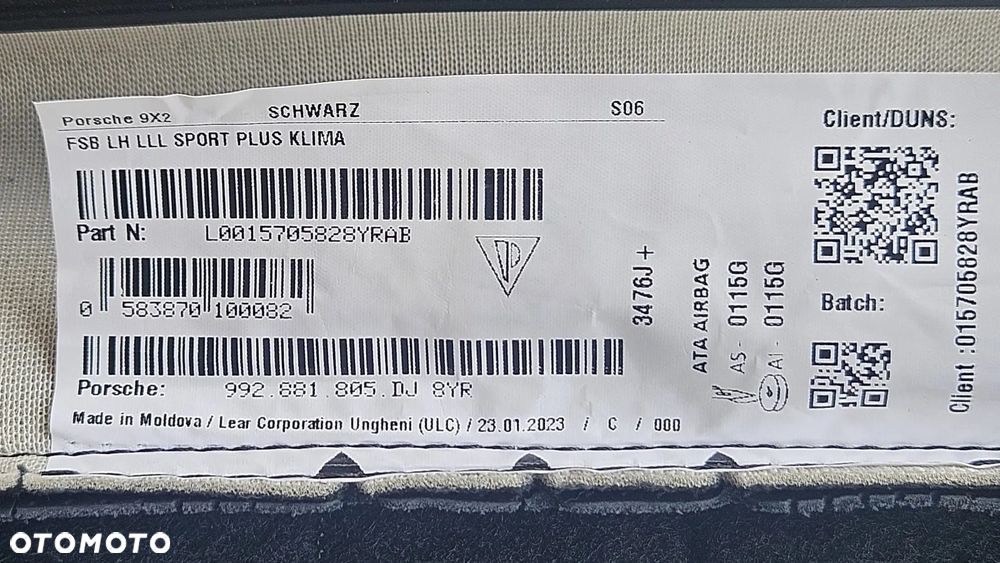 Porsche 9X2 SCHWARZ S06
FSB LH LLL SPORT PLUS KLIMA
Part N: L0015705828YRAB
0 583870 100082
Porsche: 992.881.805.DJ 8YR
Made in Moldova / Lear Corporation Ungheni (ULC) / 23.01.2023 / C / 000
3476J +
ATA AIRBAG
AS- 0115G
AI - 0115G
Client/DUNS:
Batch:
Client :015705828YRAB
OTOMOTO